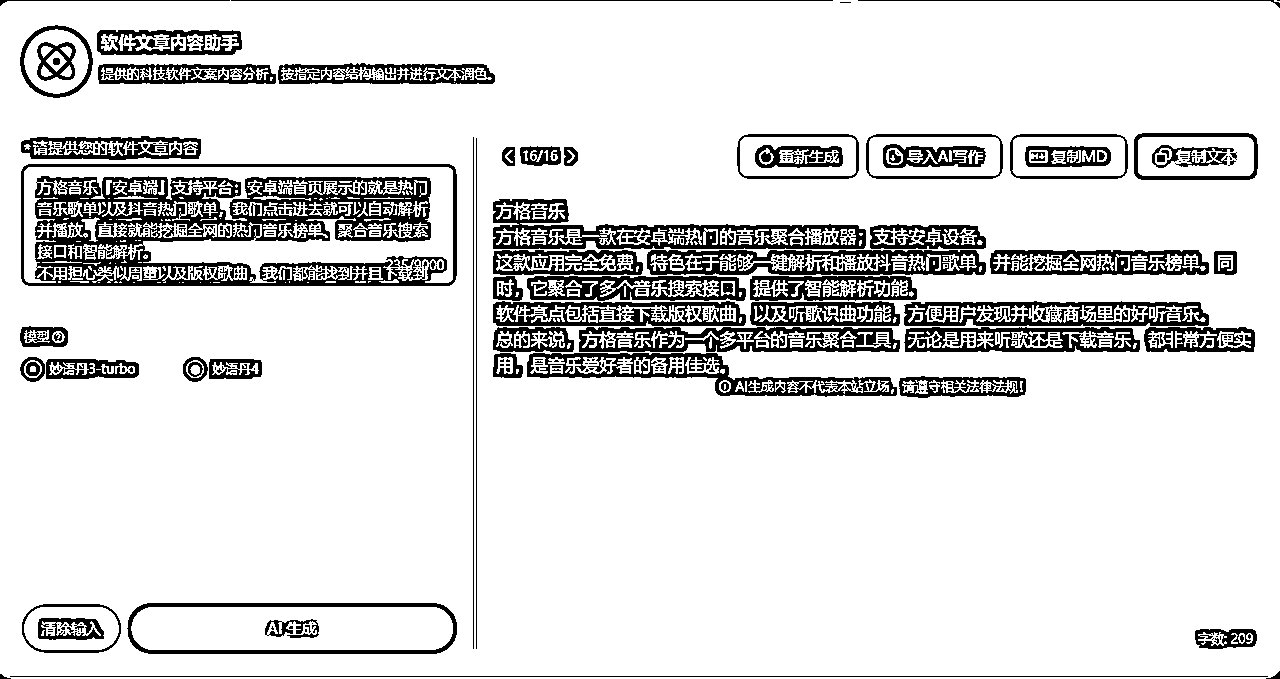 软件文章内容助手
提供的科技软件文案内容分析，按指定内容结构输出并进行文本润色。
*请提供您的软件文章内容
方格音乐「安卓端」支持平台：安卓端首页展示的就是热门
音乐歌单以及抖音热门歌单，我们点击进去就可以自动解析
并播放，直接就能挖掘全网的热门音乐榜单、聚合音乐搜索
接口和智能解析。
不用担心类似周董以及版权歌曲，我们都能找到并且下载到
模型
妙语丹3-turbo
妙语丹4
清除输入
AI 生成
16/16
重新生成
导入AI写作
复制MD
复制文本
方格音乐
方格音乐是一款在安卓端热门的音乐聚合播放器；支持安卓设备。
这款应用完全免费，特色在于能够一键解析和播放抖音热门歌单，并能挖掘全网热门音乐榜单。同
时，它聚合了多个音乐搜索接口，提供了智能解析功能。
软件亮点包括直接下载版权歌曲，以及听歌识曲功能，方便用户发现并收藏商场里的好听音乐。
总的来说，方格音乐作为一个多平台的音乐聚合工具，无论是用来听歌还是下载音乐，都非常方便实
用，是音乐爱好者的备用佳选。
AI生成内容不代表本站立场，请遵守相关法律法规！
字数: 209